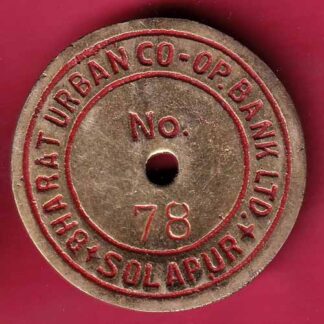 BHARAT URBAN CO-OP. BANK LTD.
★ SOLAPUR ★
No.
78